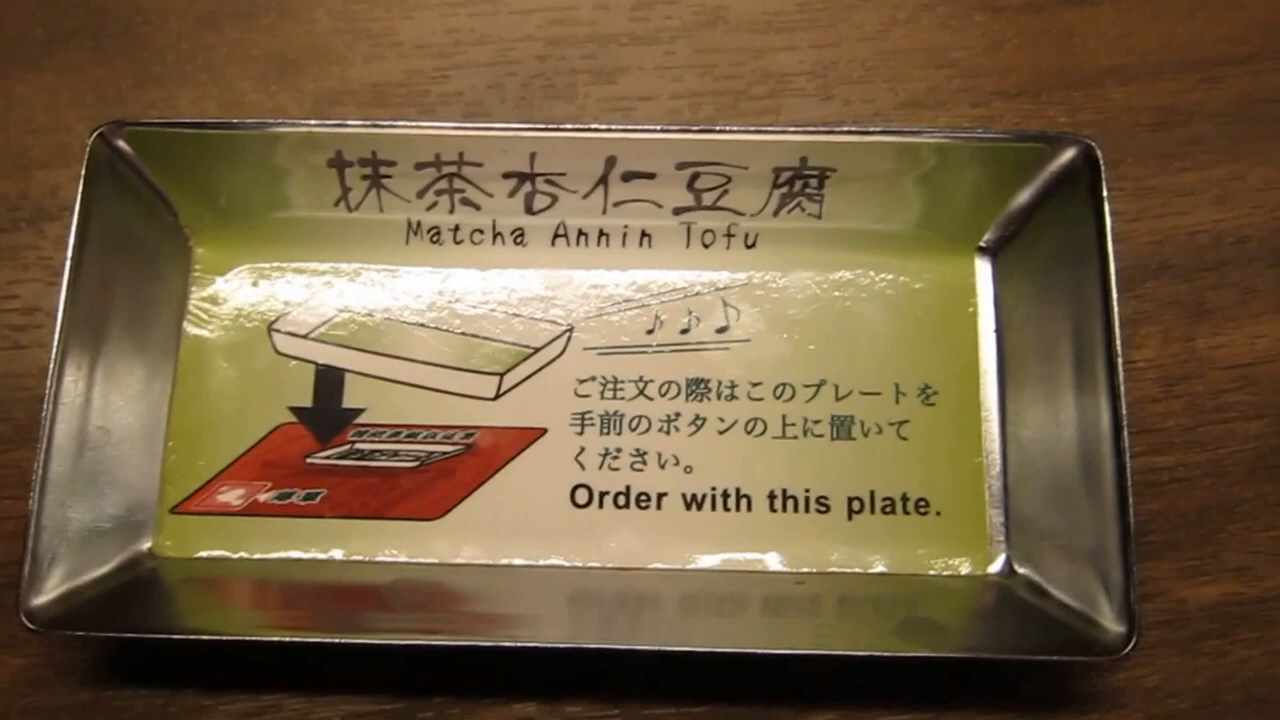 抹茶杏仁豆腐
Matcha Annin Tofu
ご注文の際はこのプレートを
手前のボタンの上に置いて
ください。
Order with this plate.